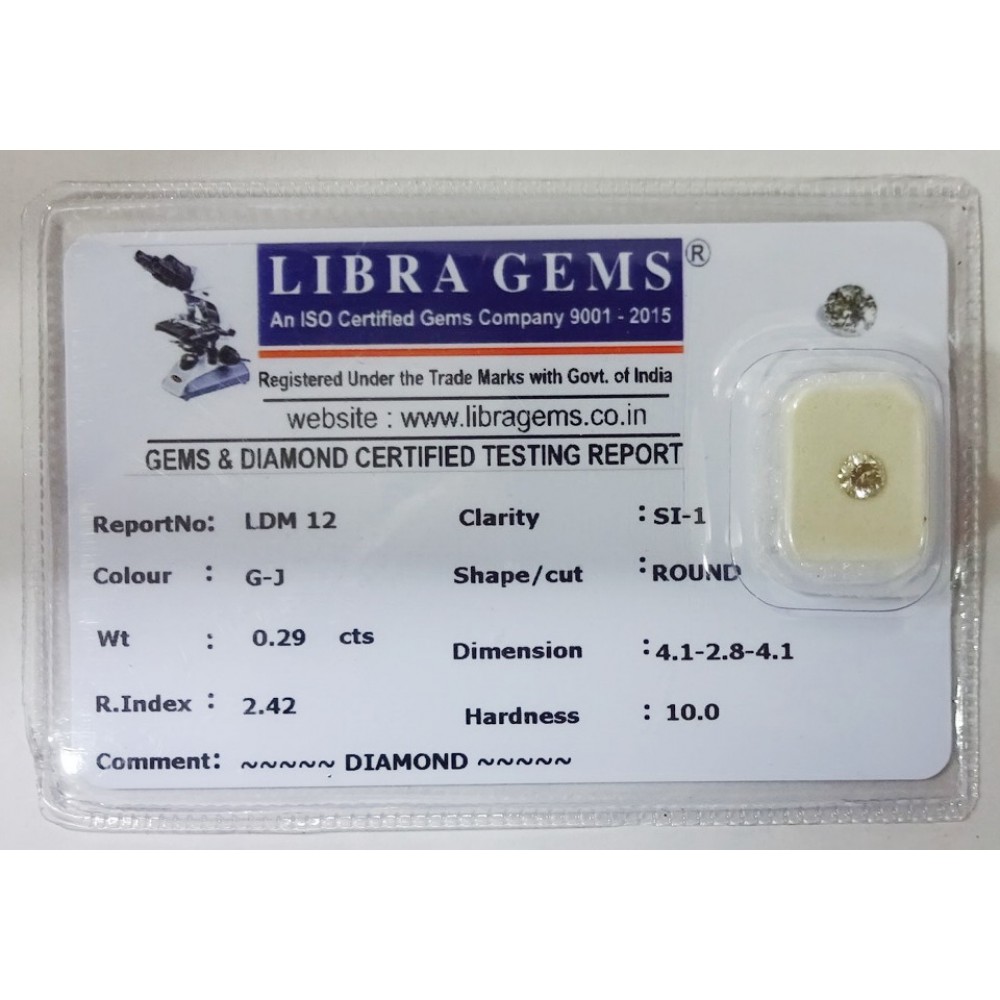 LIBRA GEMS ®
An ISO Certified Gems Company 9001 - 2015
Registered Under the Trade Marks with Govt. of India
website : www.libragems.co.in
GEMS & DIAMOND CERTIFIED TESTING REPORT
ReportNo: LDM 12 Clarity : SI-1
Colour : G-J Shape/cut : ROUND
Wt : 0.29 cts Dimension : 4.1-2.8-4.1
R.Index : 2.42 Hardness : 10.0
Comment: ~~~~~ DIAMOND ~~~~~